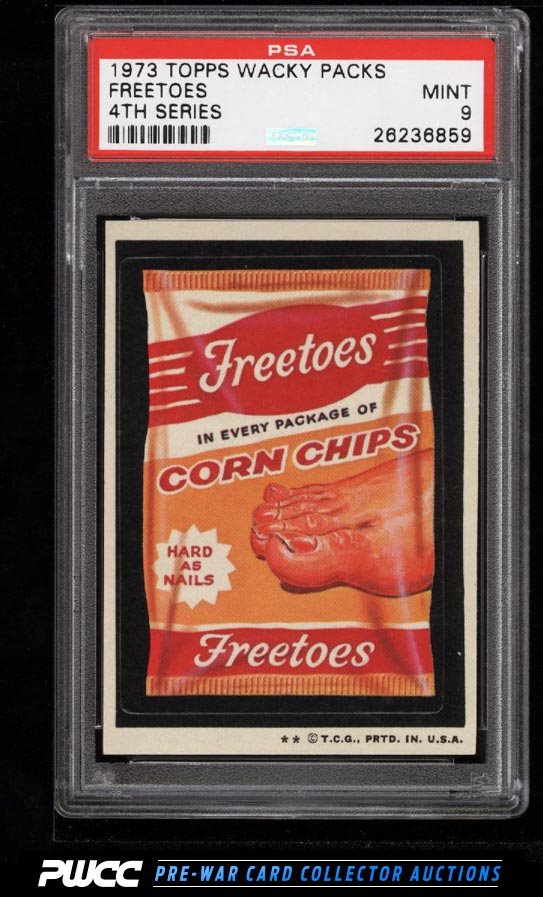 PSA
1973 TOPPS WACKY PACKS
FREETOES MINT
4TH SERIES 9
26236859
Freetoes
IN EVERY PACKAGE OF
CORN CHIPS
HARD
AS
NAILS
Freetoes
** © T.C.G., PRTD. IN. U.S.A.
PWCC PRE-WAR CARD COLLECTOR AUCTIONS